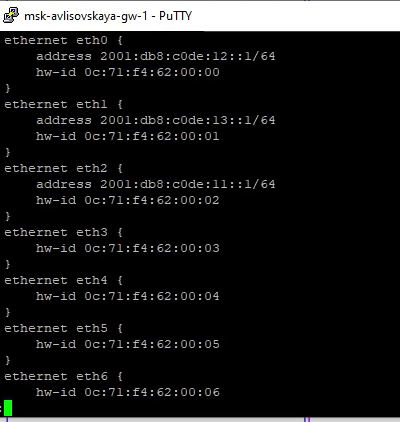 msk-avlisovskaya-gw-1 - PuTTY
ethernet eth0 {
    address 2001:db8:c0de:12::1/64
    hw-id 0c:71:f4:62:00:00
}
ethernet eth1 {
    address 2001:db8:c0de:13::1/64
    hw-id 0c:71:f4:62:00:01
}
ethernet eth2 {
    address 2001:db8:c0de:11::1/64
    hw-id 0c:71:f4:62:00:02
}
ethernet eth3 {
    hw-id 0c:71:f4:62:00:03
}
ethernet eth4 {
    hw-id 0c:71:f4:62:00:04
}
ethernet eth5 {
    hw-id 0c:71:f4:62:00:05
}
ethernet eth6 {
    hw-id 0c:71:f4:62:00:06
: